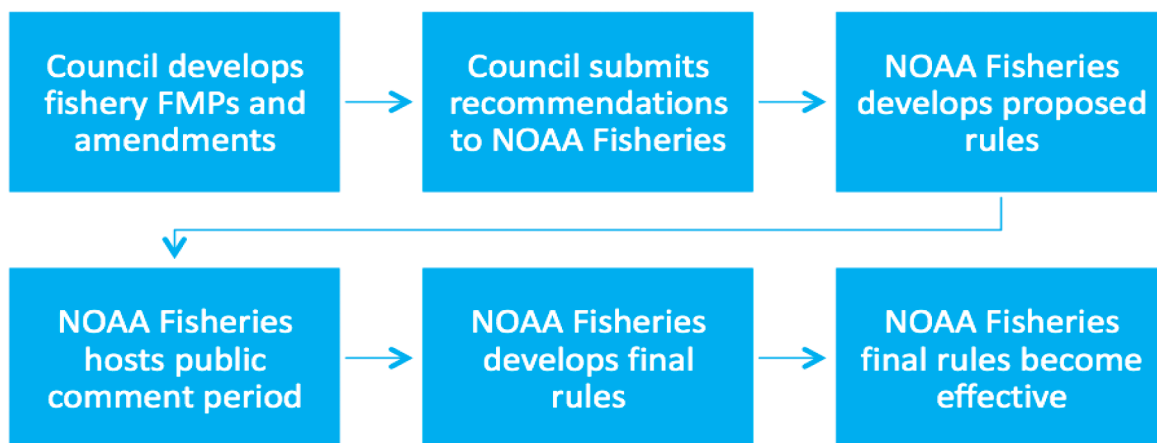 Council develops
fishery FMPs and
amendments
Council submits
recommendations
to NOAA Fisheries
NOAA Fisheries
develops proposed
rules
NOAA Fisheries
hosts public
comment period
NOAA Fisheries
develops final
rules
NOAA Fisheries
final rules become
effective